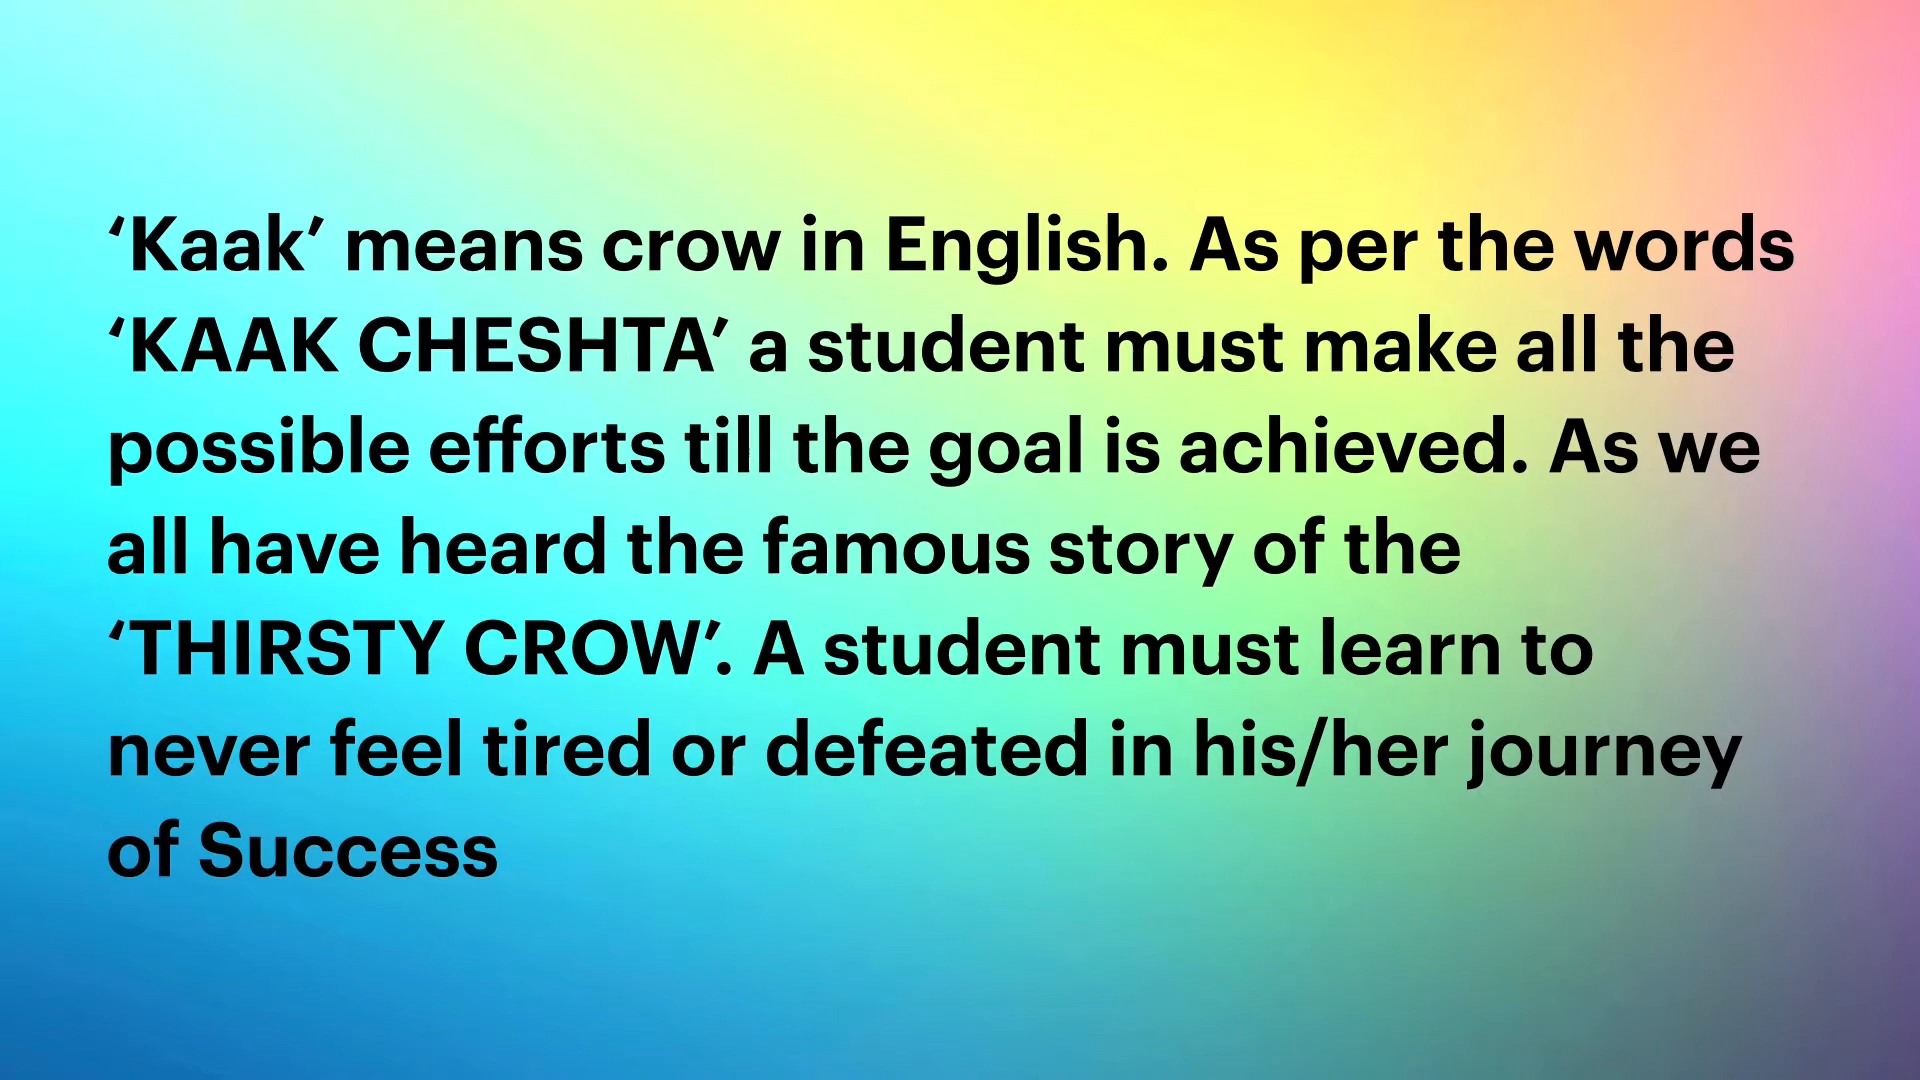 ‘Kaak’ means crow in English. As per the words
‘KAAK CHESHTA’ a student must make all the
possible efforts till the goal is achieved. As we
all have heard the famous story of the
‘THIRSTY CROW’. A student must learn to
never feel tired or defeated in his/her journey
of Success